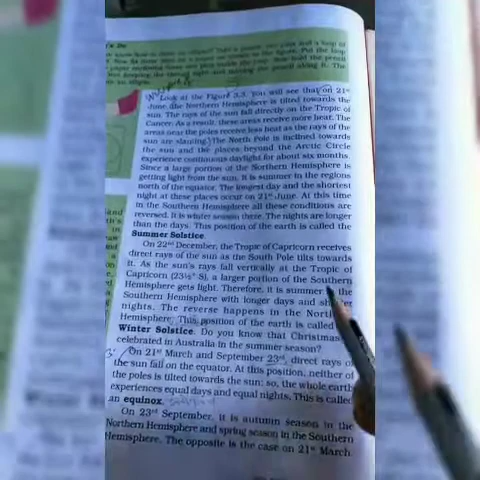 Look at the Figure 3.3. You will see that on 21st
June, the Northern Hemisphere is tilted towards the
sun. The rays of the sun fall directly on the Tropic of
Cancer. As a result, these areas receive more heat. The
areas near the poles receive less heat as the rays of the
sun are slanting. The North Pole is inclined towards
the sun and the places beyond the Arctic Circle
experience continuous daylight for about six months.
Since a large portion of the Northern Hemisphere is
getting light from the sun, it is summer in the regions
north of the equator. The longest day and the shortest
night at these places occur on 21st June. At this time
in the Southern Hemisphere all these conditions are
reversed. It is winter season there. The nights are longer
than the days. This position of the earth is called the
Summer Solstice.
On 22nd December, the Tropic of Capricorn receives
direct rays of the sun as the South Pole tilts towards
it. As the sun's rays fall vertically at the Tropic of
Capricorn (23½° S), a larger portion of the Southern
Hemisphere gets light. Therefore, it is summer in the
Southern Hemisphere with longer days and
nights. The reverse happens in the
Hemisphere. This position of the earth is called
Winter Solstice. Do you know that Christmas
celebrated in Australia in the summer season?
On 21st March and September 23rd, direct rays of
the sun fall on the equator. At this position, neither of
the poles is tilted towards the sun; so, the whole earth
experiences equal days and equal nights. This is called
an equinox.
On 23rd September, it is autumn season in the
Northern Hemisphere and spring season in the Southern
Hemisphere. The opposite is the case on 21st March